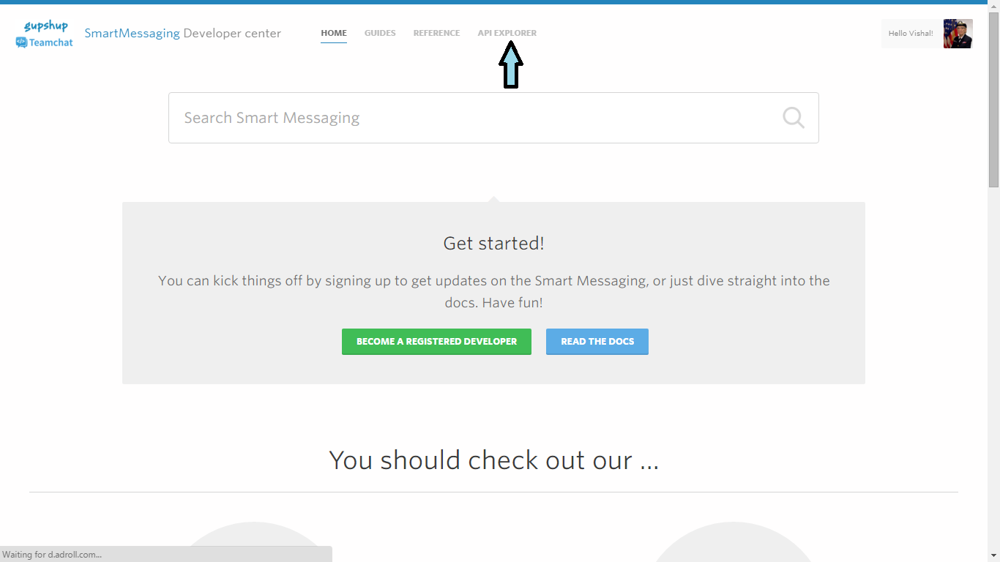 gupshup
Teamchat
SmartMessaging Developer center
HOME GUIDES REFERENCE API EXPLORER
Hello Vishal!
Search Smart Messaging
Get started!
You can kick things off by signing up to get updates on the Smart Messaging, or just dive straight into the
docs. Have fun!
BECOME A REGISTERED DEVELOPER READ THE DOCS
You should check out our ...
Waiting for d.adroll.com...